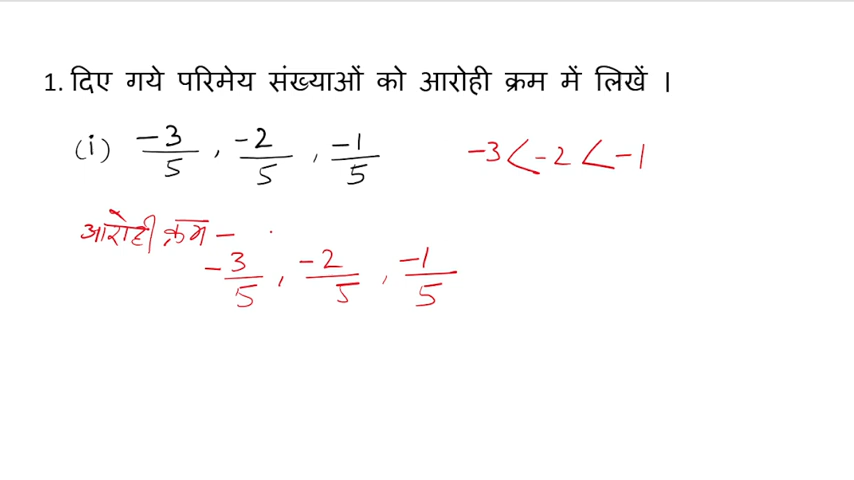 1. दिए गये परिमेय संख्याओं को आरोही क्रम में लिखें ।
(i) -3/5, -2/5, -1/5
-3 < -2 < -1
आरोही क्रम –
-3/5, -2/5, -1/5